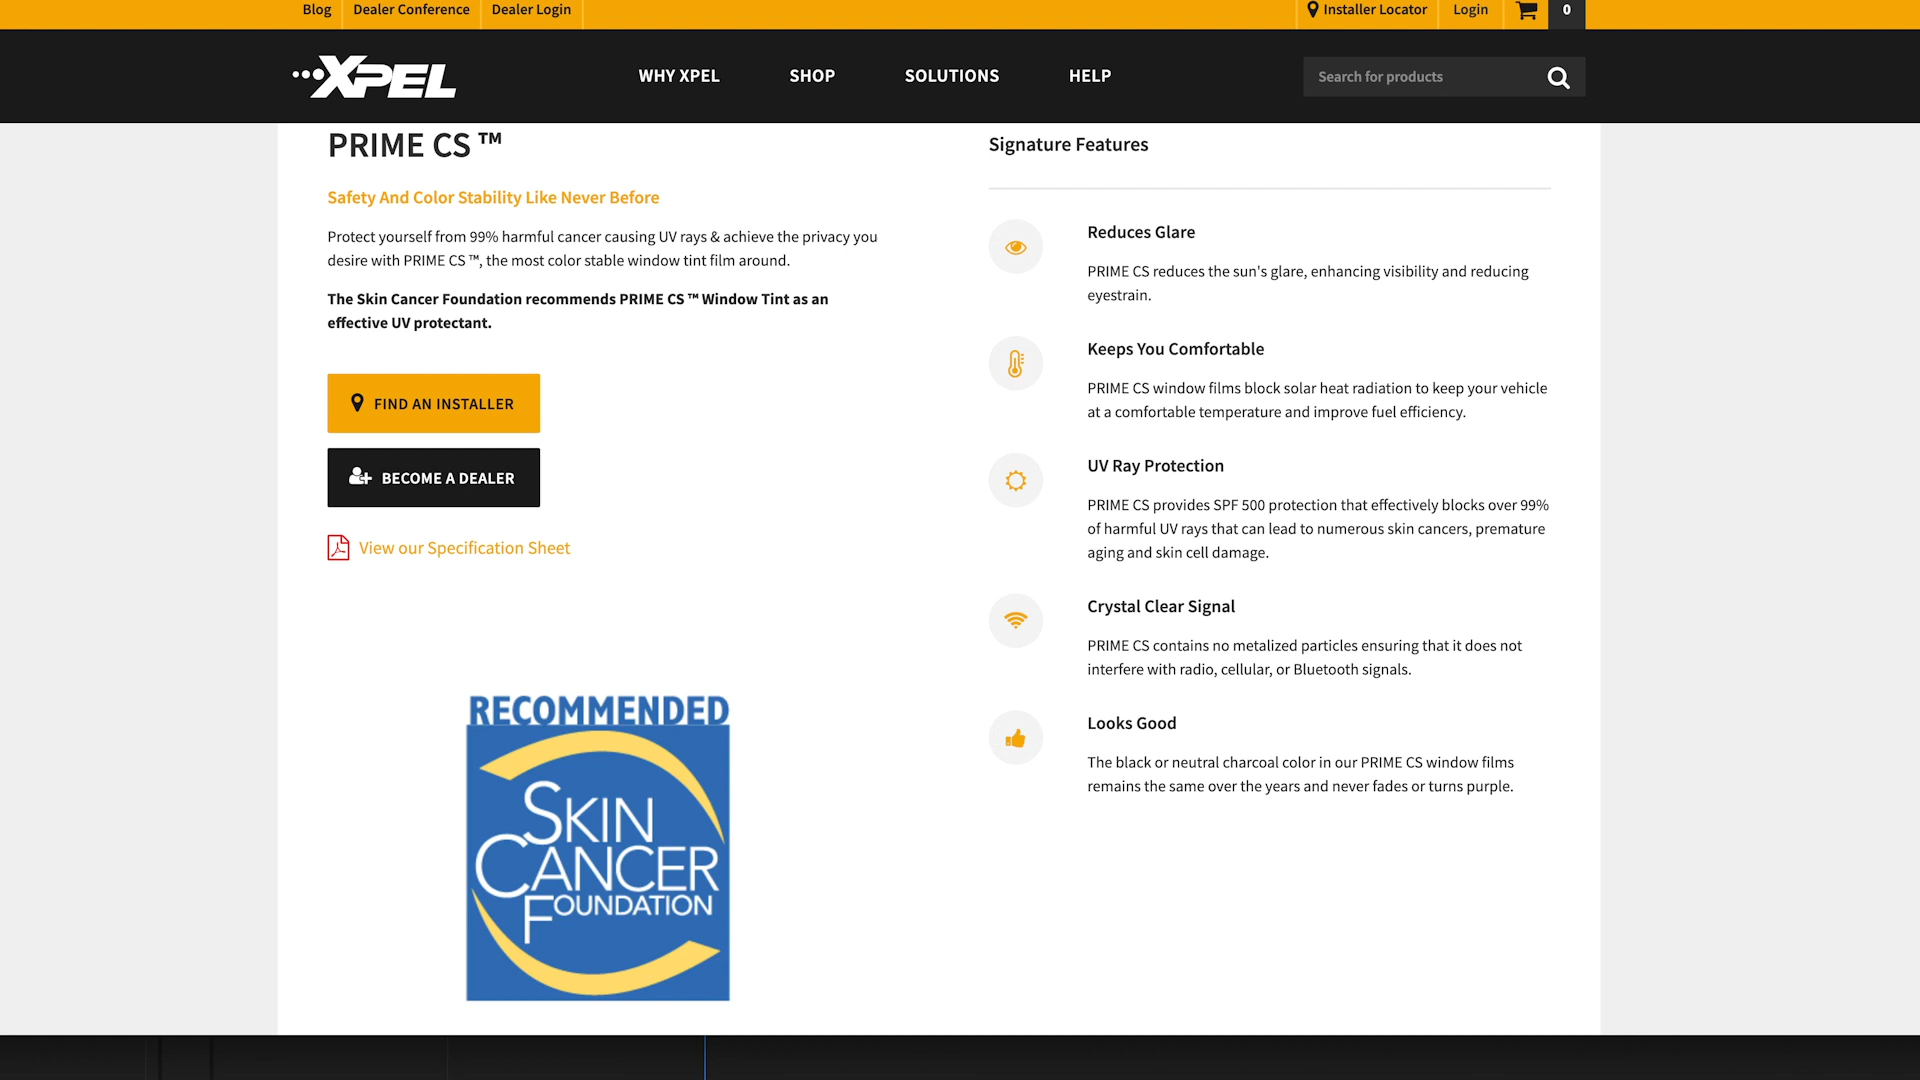 Blog
Dealer Conference
Dealer Login
Installer Locator
Login
0
XPEL
WHY XPEL
SHOP
SOLUTIONS
HELP
Search for products
PRIME CS ™
Safety And Color Stability Like Never Before
Protect yourself from 99% harmful cancer causing UV rays & achieve the privacy you
desire with PRIME CS ™, the most color stable window tint film around.
The Skin Cancer Foundation recommends PRIME CS ™ Window Tint as an
effective UV protectant.
FIND AN INSTALLER
BECOME A DEALER
View our Specification Sheet
RECOMMENDED
SKIN
CANCER
FOUNDATION
Signature Features
Reduces Glare
PRIME CS reduces the sun's glare, enhancing visibility and reducing
eyestrain.
Keeps You Comfortable
PRIME CS window films block solar heat radiation to keep your vehicle
at a comfortable temperature and improve fuel efficiency.
UV Ray Protection
PRIME CS provides SPF 500 protection that effectively blocks over 99%
of harmful UV rays that can lead to numerous skin cancers, premature
aging and skin cell damage.
Crystal Clear Signal
PRIME CS contains no metalized particles ensuring that it does not
interfere with radio, cellular, or Bluetooth signals.
Looks Good
The black or neutral charcoal color in our PRIME CS window films
remains the same over the years and never fades or turns purple.